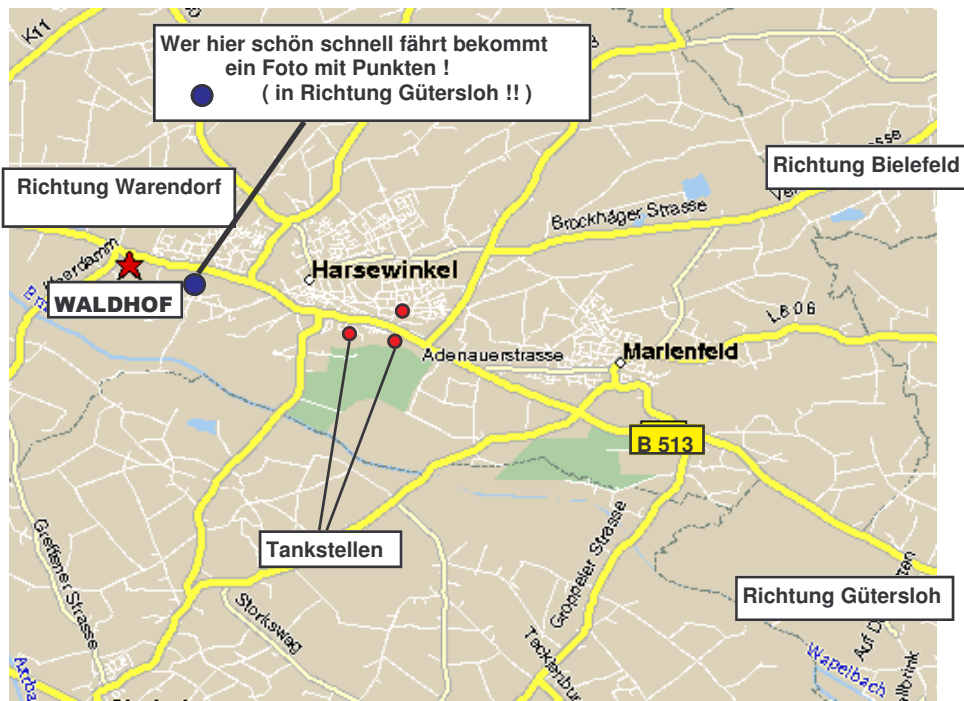 K11
Wer hier schön schnell fährt bekommt
ein Foto mit Punkten !
( in Richtung Gütersloh !! )
Richtung Bielefeld
Richtung Warendorf
Brockhäger Strasse
Harsewinkel
WALDHOF
L806
Adenauerstrasse
Marienfeld
B 513
Tankstellen
Greffener Strasse
Storksweg
Groppeler Strasse
Richtung Gütersloh
Wapelbach